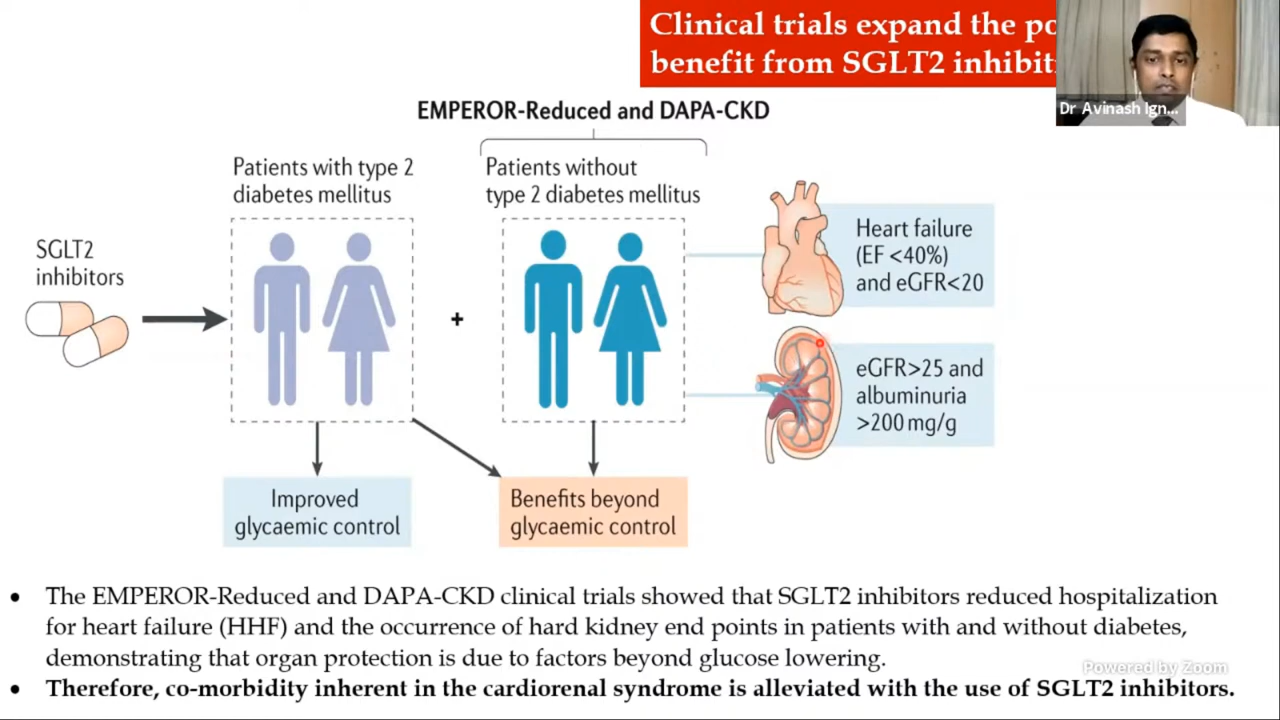 Clinical trials expand the
benefit from SGLT2
Dr Avinash Ign...
EMPEROR-Reduced and DAPA-CKD
Patients with type 2
diabetes mellitus
Patients without
type 2 diabetes mellitus
SGLT2
inhibitors
+
Heart failure
(EF <40%)
and eGFR<20
eGFR>25 and
albuminuria
>200 mg/g
Improved
glycaemic control
Benefits beyond
glycaemic control
• The EMPEROR-Reduced and DAPA-CKD clinical trials showed that SGLT2 inhibitors reduced hospitalization
for heart failure (HHF) and the occurrence of hard kidney end points in patients with and without diabetes,
demonstrating that organ protection is due to factors beyond glucose lowering.
• Therefore, co-morbidity inherent in the cardiorenal syndrome is alleviated with the use of SGLT2 inhibitors.
Powered by Zoom